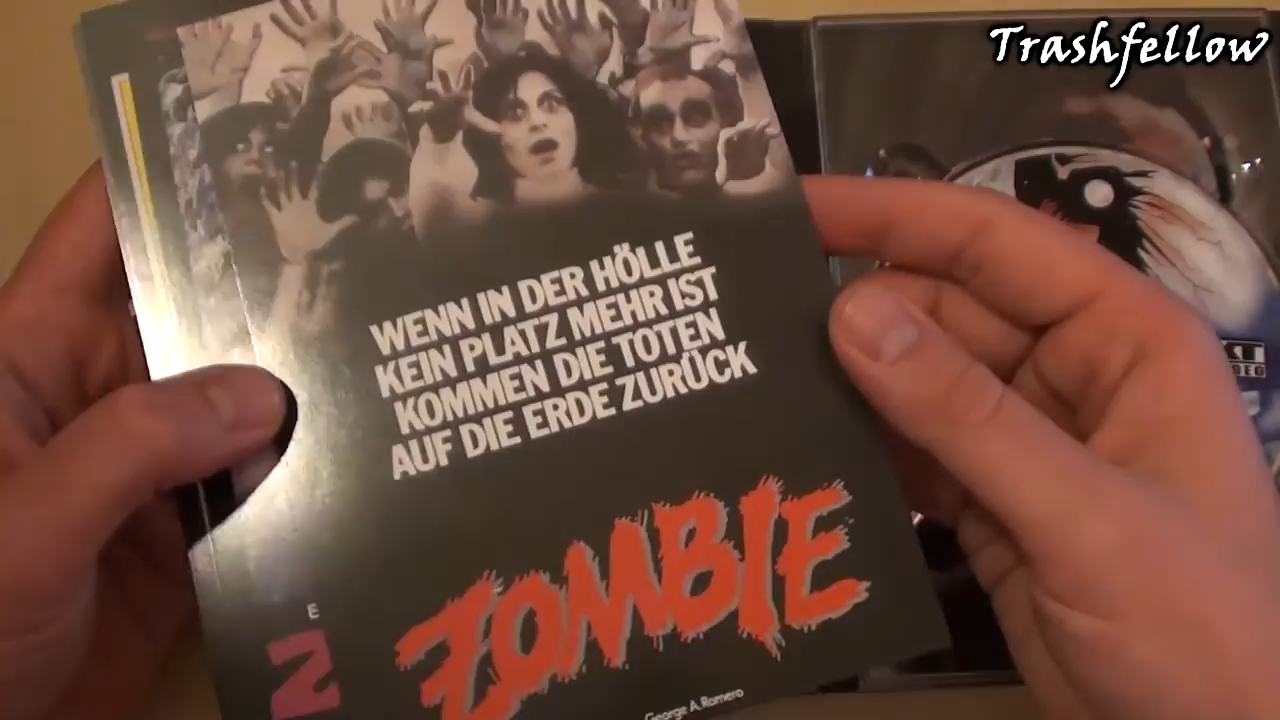 Trashfellow
WENN IN DER HÖLLE
KEIN PLATZ MEHR IST
KOMMEN DIE TOTEN
AUF DIE ERDE ZURÜCK
E
Z
ZOMBIE
George A. Romero